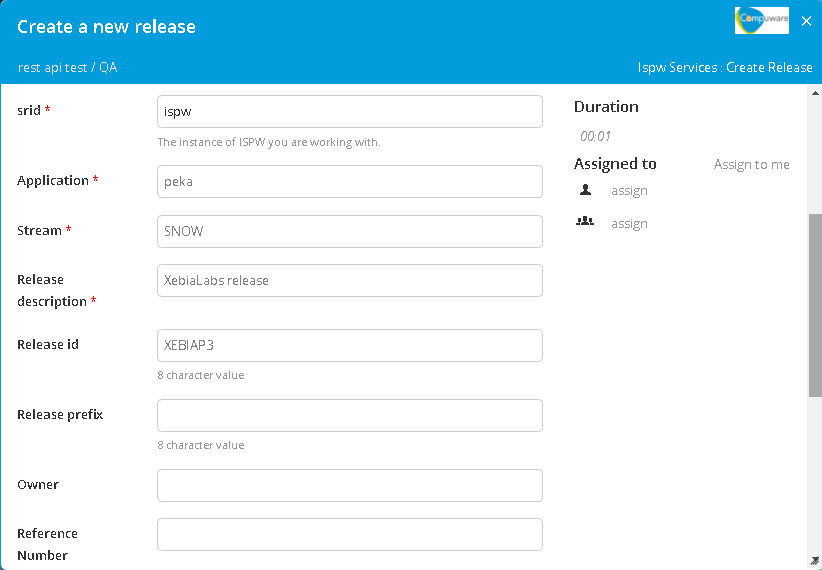 Create a new release
Compuware
rest api test / QA
Ispw Services : Create Release
srid *
ispw
The instance of ISPW you are working with.
Application *
peka
Stream *
SNOW
Release
description *
XebiaLabs release
Release id
XEBIAP3
8 character value
Release prefix
8 character value
Owner
Reference
Number
Duration
00:01
Assigned to
Assign to me
assign
assign